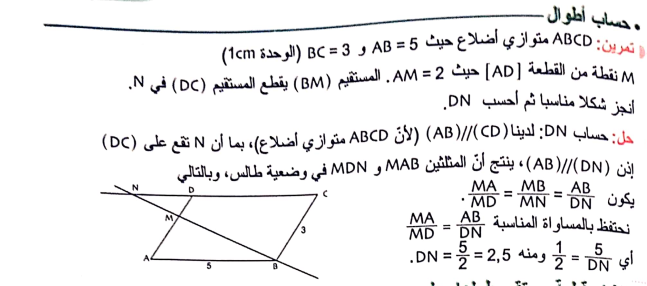 • حساب أطوال
تمرين: ABCD متوازي أضلاع حيث AB = 5 و BC = 3 (الوحدة 1cm)
M نقطة من القطعة [AD] حيث AM = 2. المستقيم (BM) يقطع المستقيم (DC) في N.
أنجز شكلا مناسبا ثم أحسب DN.
حل: حساب DN: لدينا (AB)//(CD) (لأنّ ABCD متوازي أضلاع)، بما أن N تقع على (DC)
إذن (AB)//(DN)، ينتج أنّ المثلثين MAB و MDN في وضعية طالس، وبالتالي
يكون MA/MD = MB/MN = AB/DN.
نحتفظ بالمساواة المناسبة MA/MD = AB/DN
أي 1/2 = 5/DN ومنه DN = 5/2 = 2,5.
N D C
M 3
A 5 B